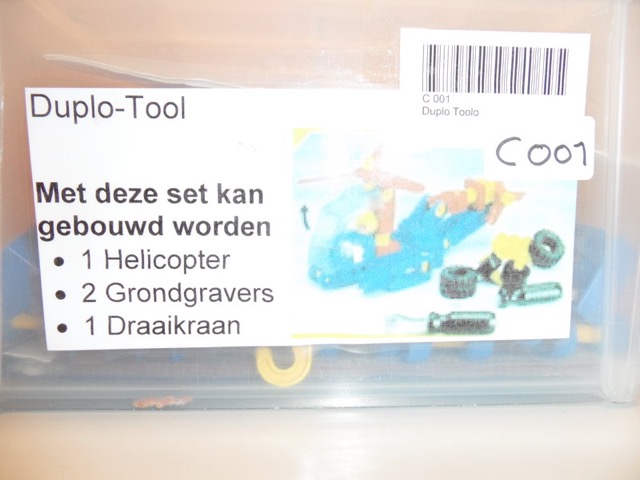 C 001
Duplo Toolo
C001
Duplo-Tool
Met deze set kan
gebouwd worden
• 1 Helicopter
• 2 Grondgravers
• 1 Draaikraan